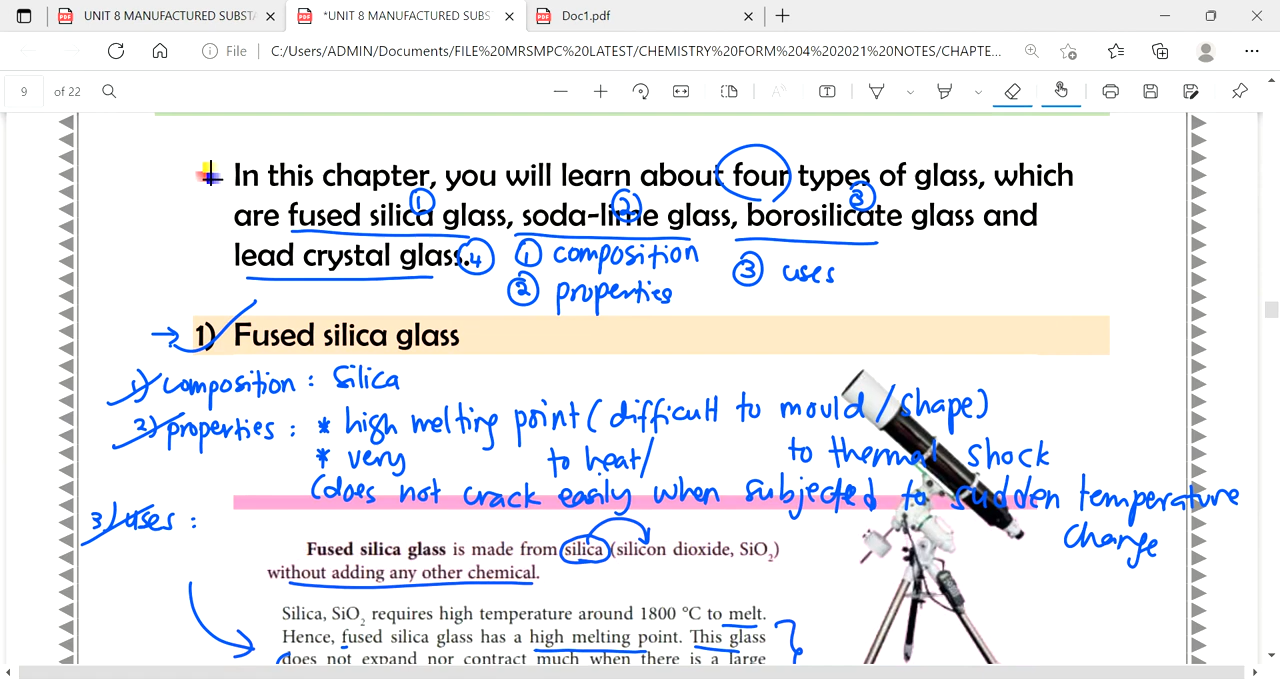 UNIT 8 MANUFACTURED SUBSTA
*UNIT 8 MANUFACTURED SUBS
Doc1.pdf
File
C:/Users/ADMIN/Documents/FILE%20MRSMPC%20LATEST/CHEMISTRY%20FORM%204%202021%20NOTES/CHAPTE...
9 of 22
In this chapter, you will learn about four types of glass, which
① ② ③
are fused silica glass, soda-lime glass, borosilicate glass and
lead crystal glass. ④ ① composition ③ uses
② properties
→ 1) Fused silica glass
1) composition : silica
2) properties : * high melting point (difficult to mould / shape)
* very to heat/ to thermal shock
(does not crack easily when subjected to sudden temperature
change
3) uses :
Fused silica glass is made from silica (silicon dioxide, SiO₂)
without adding any other chemical.
Silica, SiO₂ requires high temperature around 1800 °C to melt.
Hence, fused silica glass has a high melting point. This glass
does not expand nor contract much when there is a large